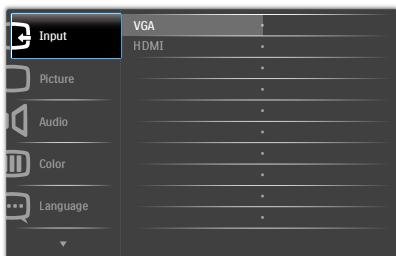 Input
VGA
HDMI
Picture
Audio
Color
Language